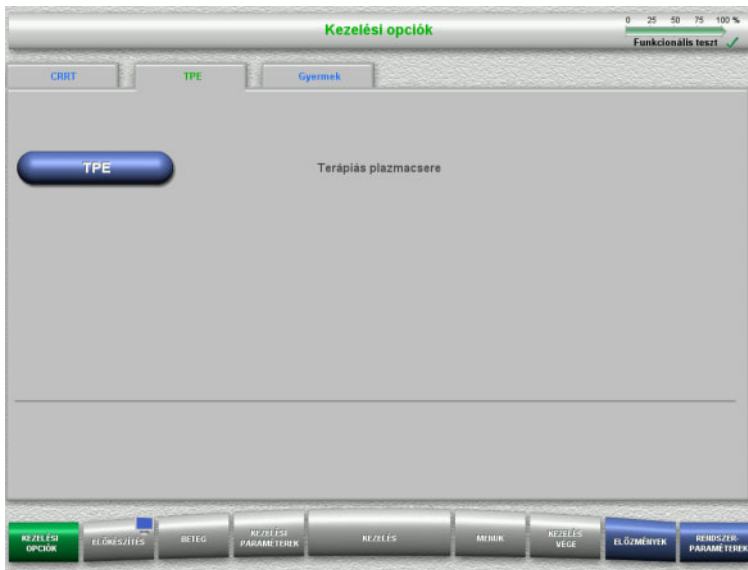 Kezelési opciók
0 25 50 75 100 %
Funkcionális teszt
CRRT TPE Gyermek
TPE Terápiás plazmacsere
KEZELÉSI OPCIÓK
ELŐKÉSZÍTÉS
BETEG
KEZELÉSI PARAMÉTEREK
KEZELÉS
MENÜK
KEZELÉS VÉGE
ELŐZMÉNYEK
RENDSZER-PARAMÉTEREK